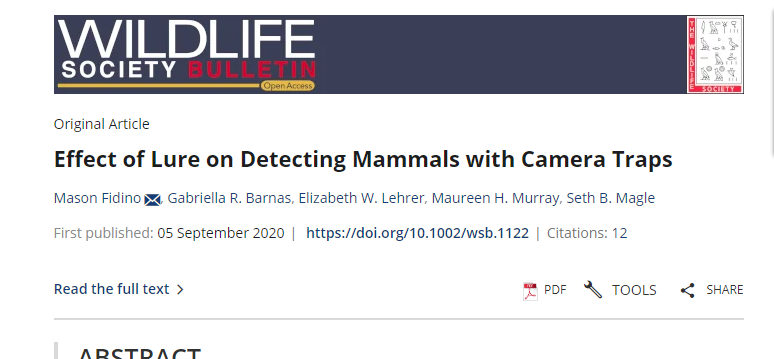 WILDLIFE
SOCIETY BULLETIN
Open Access
THE WILDLIFE
SOCIETY
Original Article
Effect of Lure on Detecting Mammals with Camera Traps
Mason Fidino, Gabriella R. Barnas, Elizabeth W. Lehrer, Maureen H. Murray, Seth B. Magle
First published: 05 September 2020 | https://doi.org/10.1002/wsb.1122 | Citations: 12
Read the full text
PDF
TOOLS
SHARE
ABSTRACT